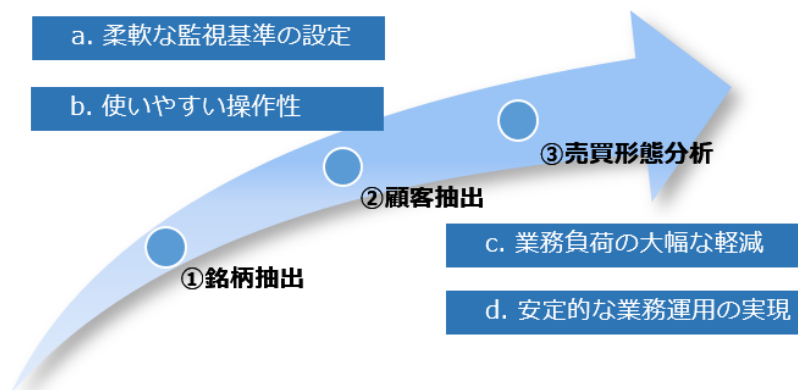 a. 柔軟な監視基準の設定
b. 使いやすい操作性
③売買形態分析
②顧客抽出
①銘柄抽出
c. 業務負荷の大幅な軽減
d. 安定的な業務運用の実現